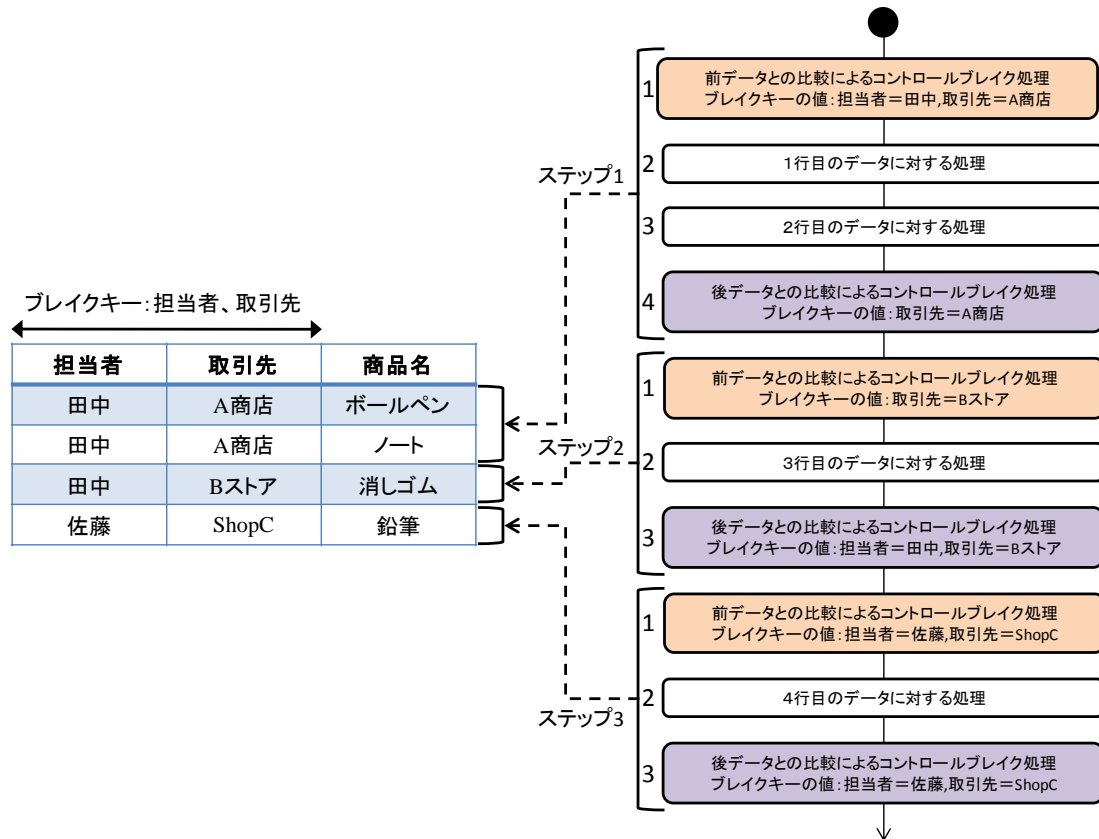 ブレイクキー：担当者、取引先
担当者 取引先 商品名
田中 A商店 ボールペン
田中 A商店 ノート
田中 Bストア 消しゴム
佐藤 ShopC 鉛筆
ステップ1
1
前データとの比較によるコントロールブレイク処理
ブレイクキーの値：担当者＝田中,取引先＝A商店
2
１行目のデータに対する処理
3
２行目のデータに対する処理
4
後データとの比較によるコントロールブレイク処理
ブレイクキーの値：取引先＝A商店
ステップ2
1
前データとの比較によるコントロールブレイク処理
ブレイクキーの値：取引先＝Bストア
2
３行目のデータに対する処理
3
後データとの比較によるコントロールブレイク処理
ブレイクキーの値：担当者＝田中,取引先＝Bストア
ステップ3
1
前データとの比較によるコントロールブレイク処理
ブレイクキーの値：担当者＝佐藤,取引先＝ShopC
2
４行目のデータに対する処理
3
後データとの比較によるコントロールブレイク処理
ブレイクキーの値：担当者＝佐藤,取引先＝ShopC